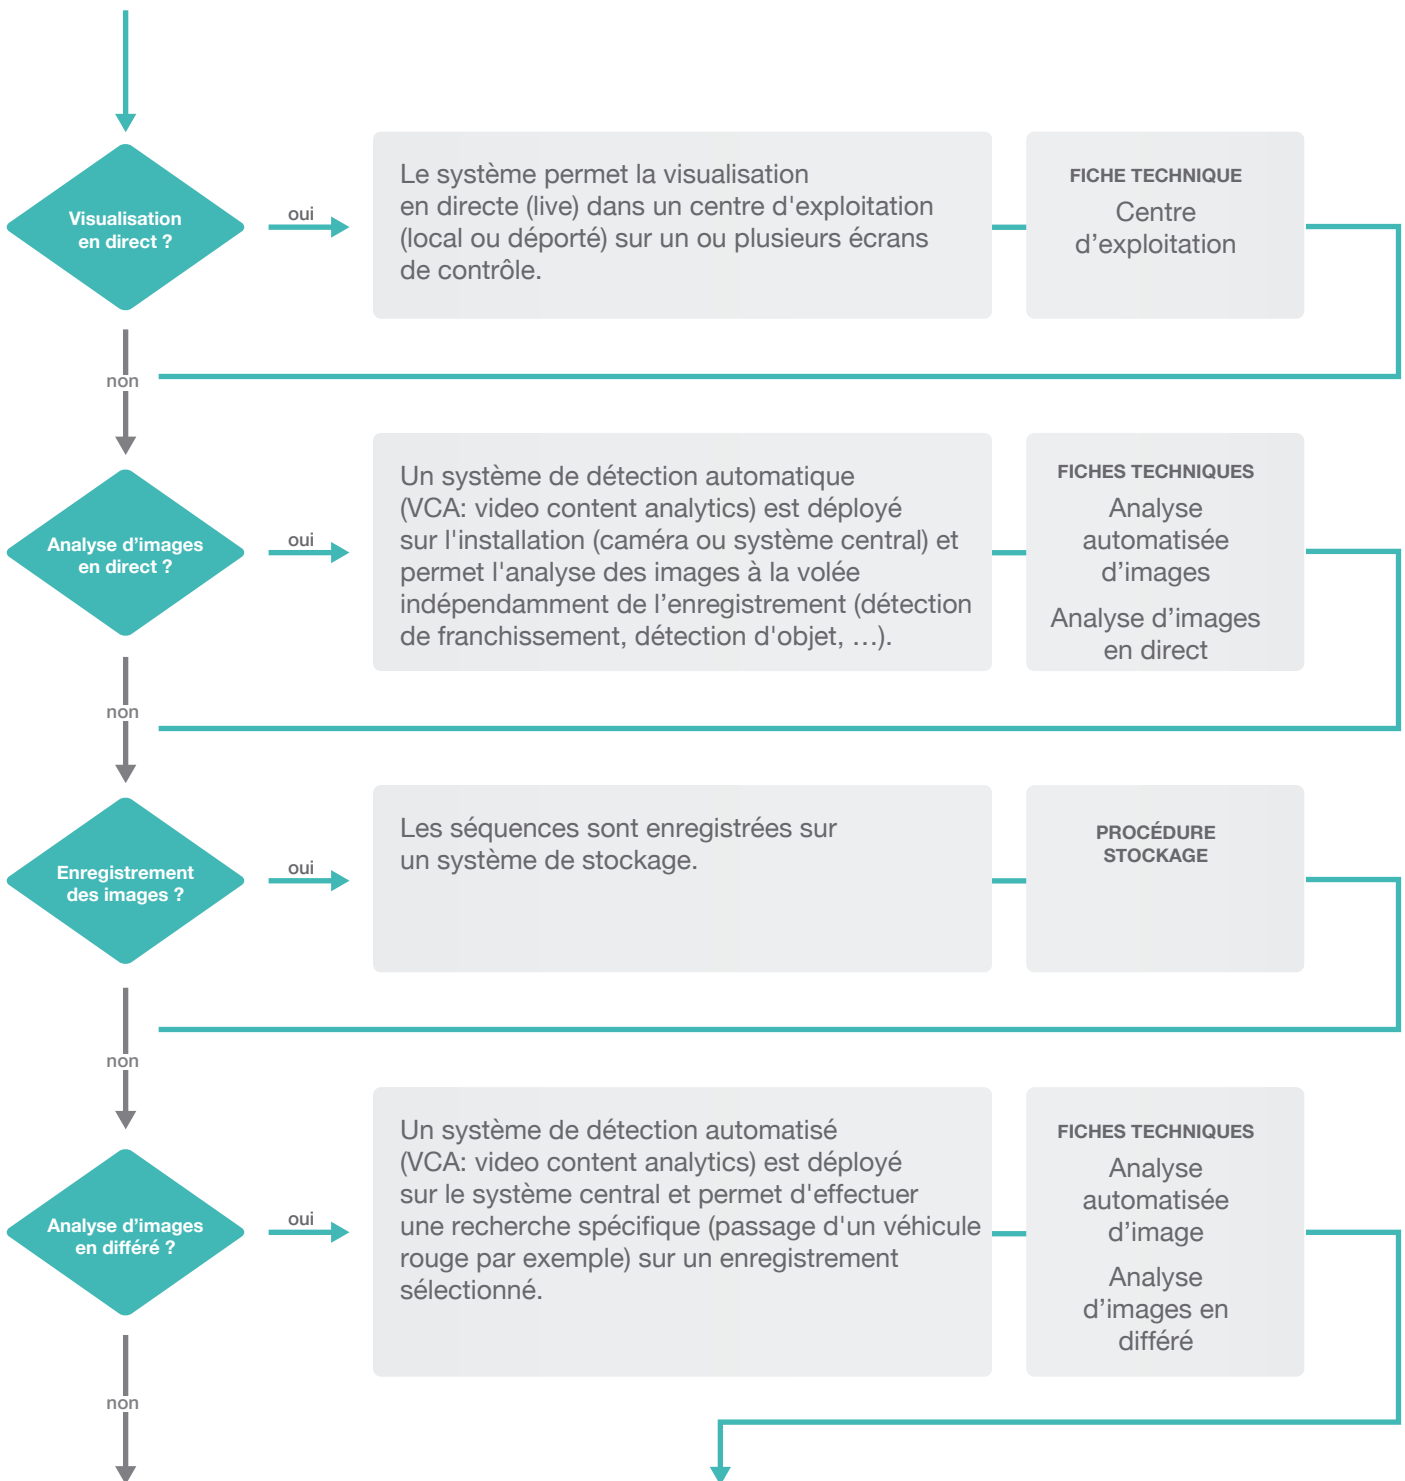 Visualisation
en direct ?
oui
Le système permet la visualisation
en directe (live) dans un centre d'exploitation
(local ou déporté) sur un ou plusieurs écrans
de contrôle.
FICHE TECHNIQUE
Centre
d’exploitation
non
Analyse d’images
en direct ?
oui
Un système de détection automatique
(VCA: video content analytics) est déployé
sur l'installation (caméra ou système central) et
permet l'analyse des images à la volée
indépendamment de l’enregistrement (détection
de franchissement, détection d'objet, …).
FICHES TECHNIQUES
Analyse
automatisée
d’images
Analyse d’images
en direct
non
Enregistrement
des images ?
oui
Les séquences sont enregistrées sur
un système de stockage.
PROCÉDURE
STOCKAGE
non
Analyse d’images
en différé ?
oui
Un système de détection automatisé
(VCA: video content analytics) est déployé
sur le système central et permet d'effectuer
une recherche spécifique (passage d'un véhicule
rouge par exemple) sur un enregistrement
sélectionné.
FICHES TECHNIQUES
Analyse
automatisée
d’image
Analyse
d’images en
différé
non